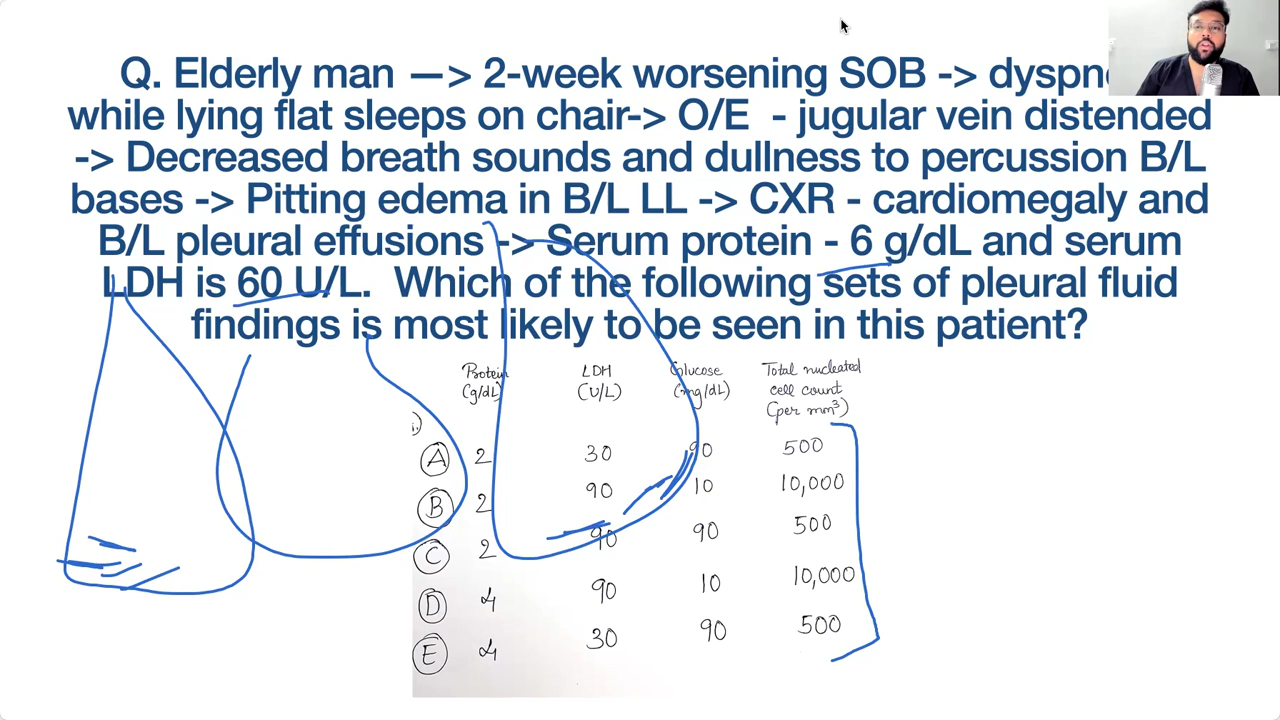 Q. Elderly man —> 2-week worsening SOB -> dyspn
while lying flat sleeps on chair-> O/E - jugular vein distended
-> Decreased breath sounds and dullness to percussion B/L
bases -> Pitting edema in B/L LL -> CXR - cardiomegaly and
B/L pleural effusions -> Serum protein - 6 g/dL and serum
LDH is 60 U/L. Which of the following sets of pleural fluid
findings is most likely to be seen in this patient?
Protein (g/dL) LDH (U/L) Glucose (mg/dL) Total nucleated cell count (per mm³)
i)
A 2 30 90 500
B 2 90 10 10,000
C 2 90 90 500
D 4 90 10 10,000
E 4 30 90 500